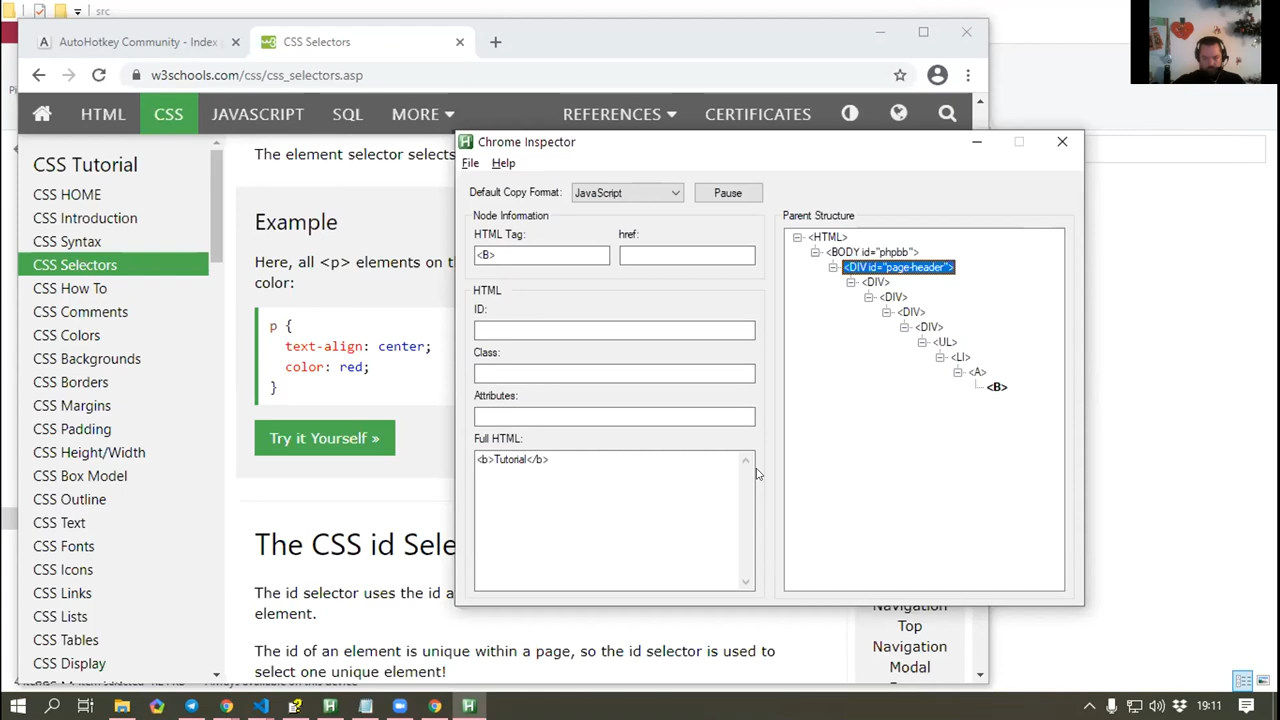 src
AutoHotkey Community - Index
CSS Selectors
w3schools.com/css/css_selectors.asp
HTML
CSS
JAVASCRIPT
SQL
MORE
REFERENCES
CERTIFICATES
CSS Tutorial
CSS HOME
CSS Introduction
CSS Syntax
CSS Selectors
CSS How To
CSS Comments
CSS Colors
CSS Backgrounds
CSS Borders
CSS Margins
CSS Padding
CSS Height/Width
CSS Box Model
CSS Outline
CSS Text
CSS Fonts
CSS Icons
CSS Links
CSS Lists
CSS Tables
CSS Display
The element selector selects
Example
Here, all <p> elements on t
color:
p {
text-align: center;
color: red;
}
Try it Yourself »
The CSS id Sele
The id selector uses the id a
element.
The id of an element is unique within a page, so the id selector is used to
select one unique element!
Navigation
Top
Navigation
Modal
Chrome Inspector
File Help
Default Copy Format:
JavaScript
Pause
Node Information
HTML Tag:
href:
<B>
HTML
ID:
Class:
Attributes:
Full HTML:
<b>Tutorial</b>
Parent Structure
<HTML>
<BODY id="phpbb">
<DIV id="page-header">
<DIV>
<DIV>
<DIV>
<DIV>
<UL>
<LI>
<A>
<B>
19:11